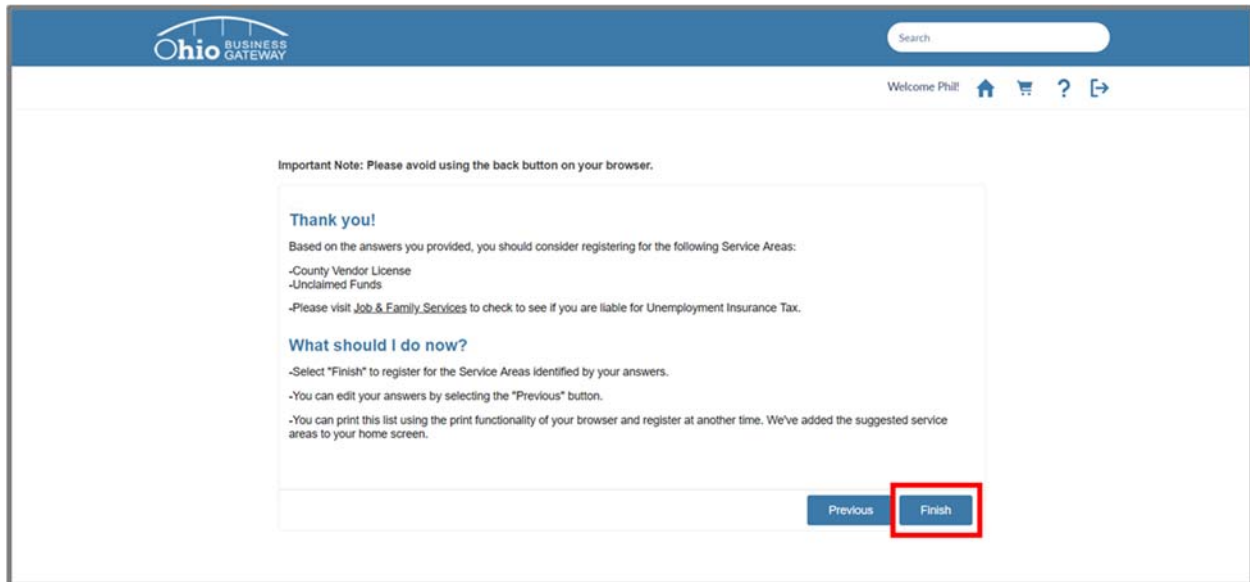 Ohio BUSINESS GATEWAY
Search
Welcome Phil! ?
Important Note: Please avoid using the back button on your browser.
Thank you!
Based on the answers you provided, you should consider registering for the following Service Areas:
-County Vendor License
-Unclaimed Funds
-Please visit Job & Family Services to check to see if you are liable for Unemployment Insurance Tax.
What should I do now?
-Select "Finish" to register for the Service Areas identified by your answers.
-You can edit your answers by selecting the "Previous" button.
-You can print this list using the print functionality of your browser and register at another time. We've added the suggested service
areas to your home screen.
Previous Finish